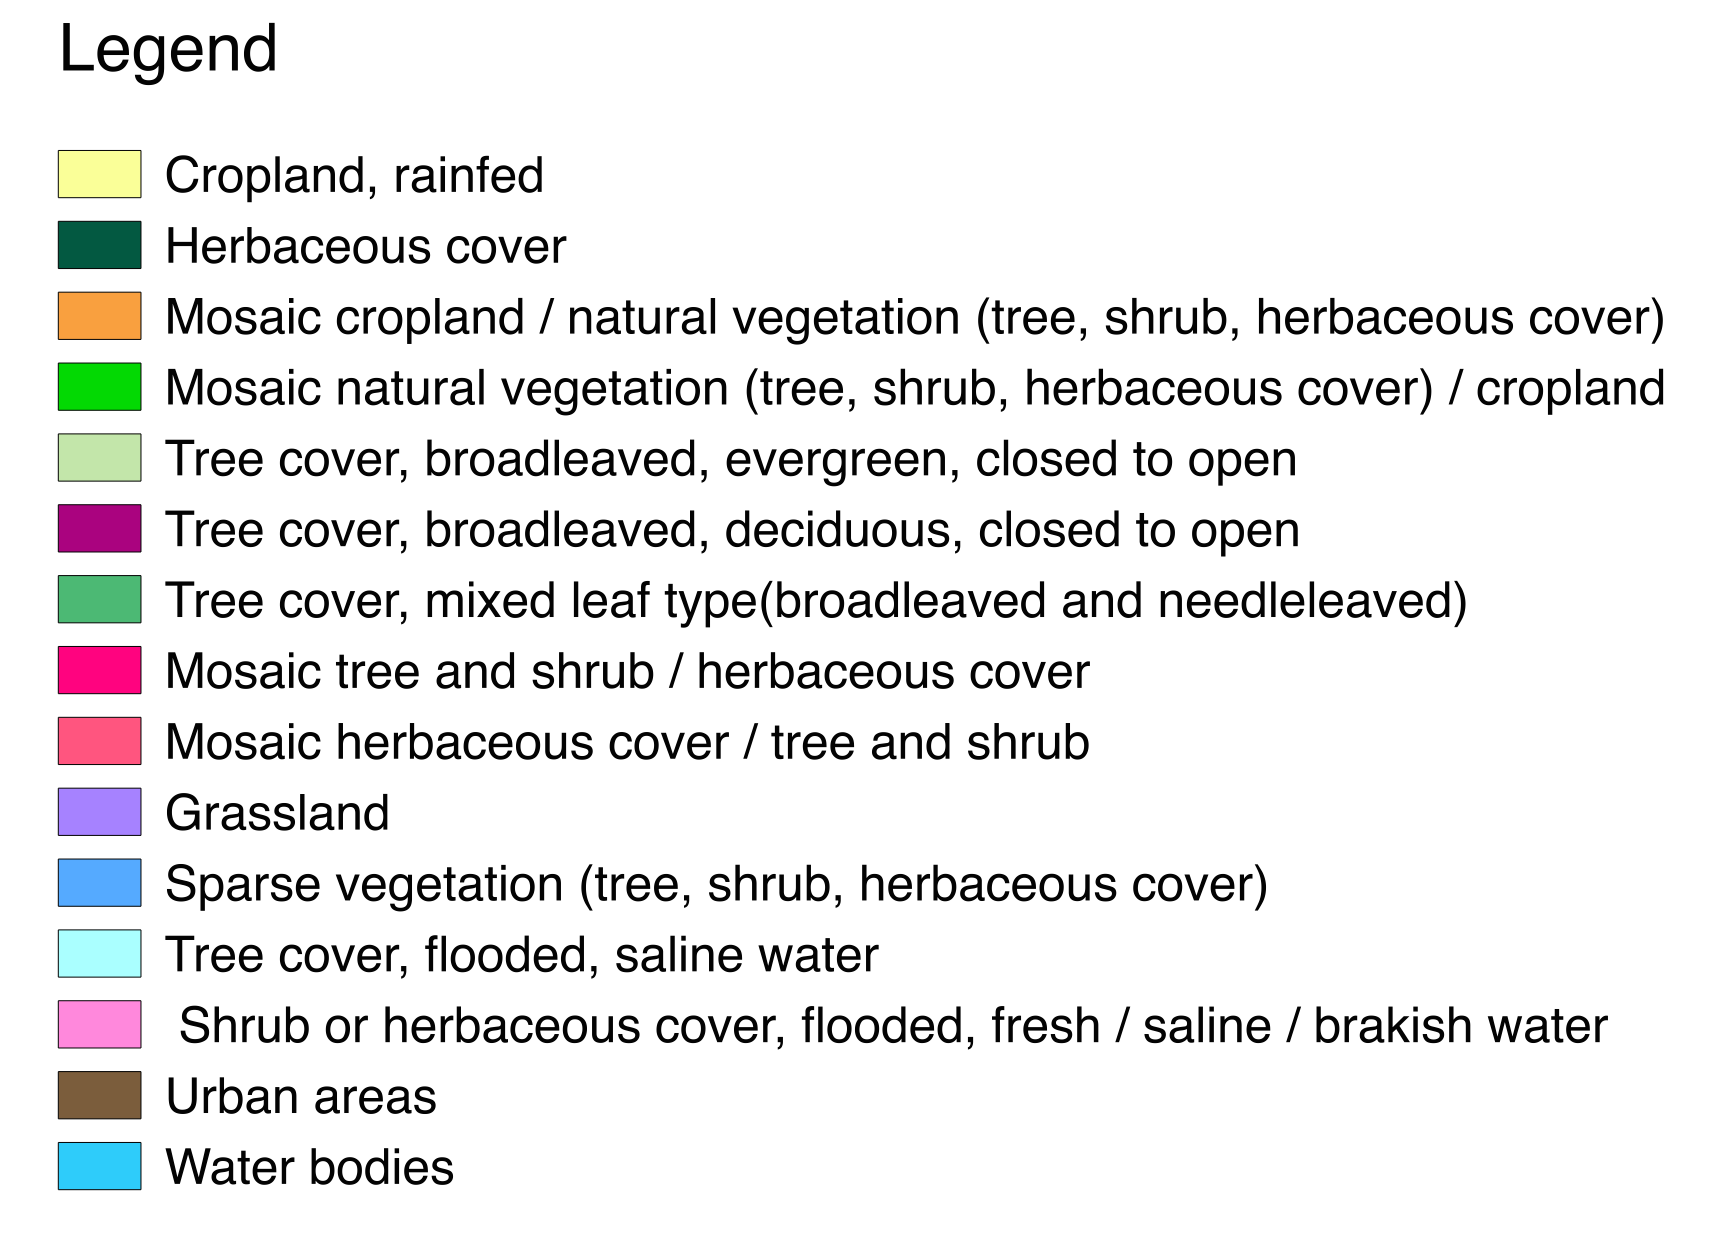 Legend
Cropland, rainfed
Herbaceous cover
Mosaic cropland / natural vegetation (tree, shrub, herbaceous cover)
Mosaic natural vegetation (tree, shrub, herbaceous cover) / cropland
Tree cover, broadleaved, evergreen, closed to open
Tree cover, broadleaved, deciduous, closed to open
Tree cover, mixed leaf type(broadleaved and needleleaved)
Mosaic tree and shrub / herbaceous cover
Mosaic herbaceous cover / tree and shrub
Grassland
Sparse vegetation (tree, shrub, herbaceous cover)
Tree cover, flooded, saline water
Shrub or herbaceous cover, flooded, fresh / saline / brakish water
Urban areas
Water bodies